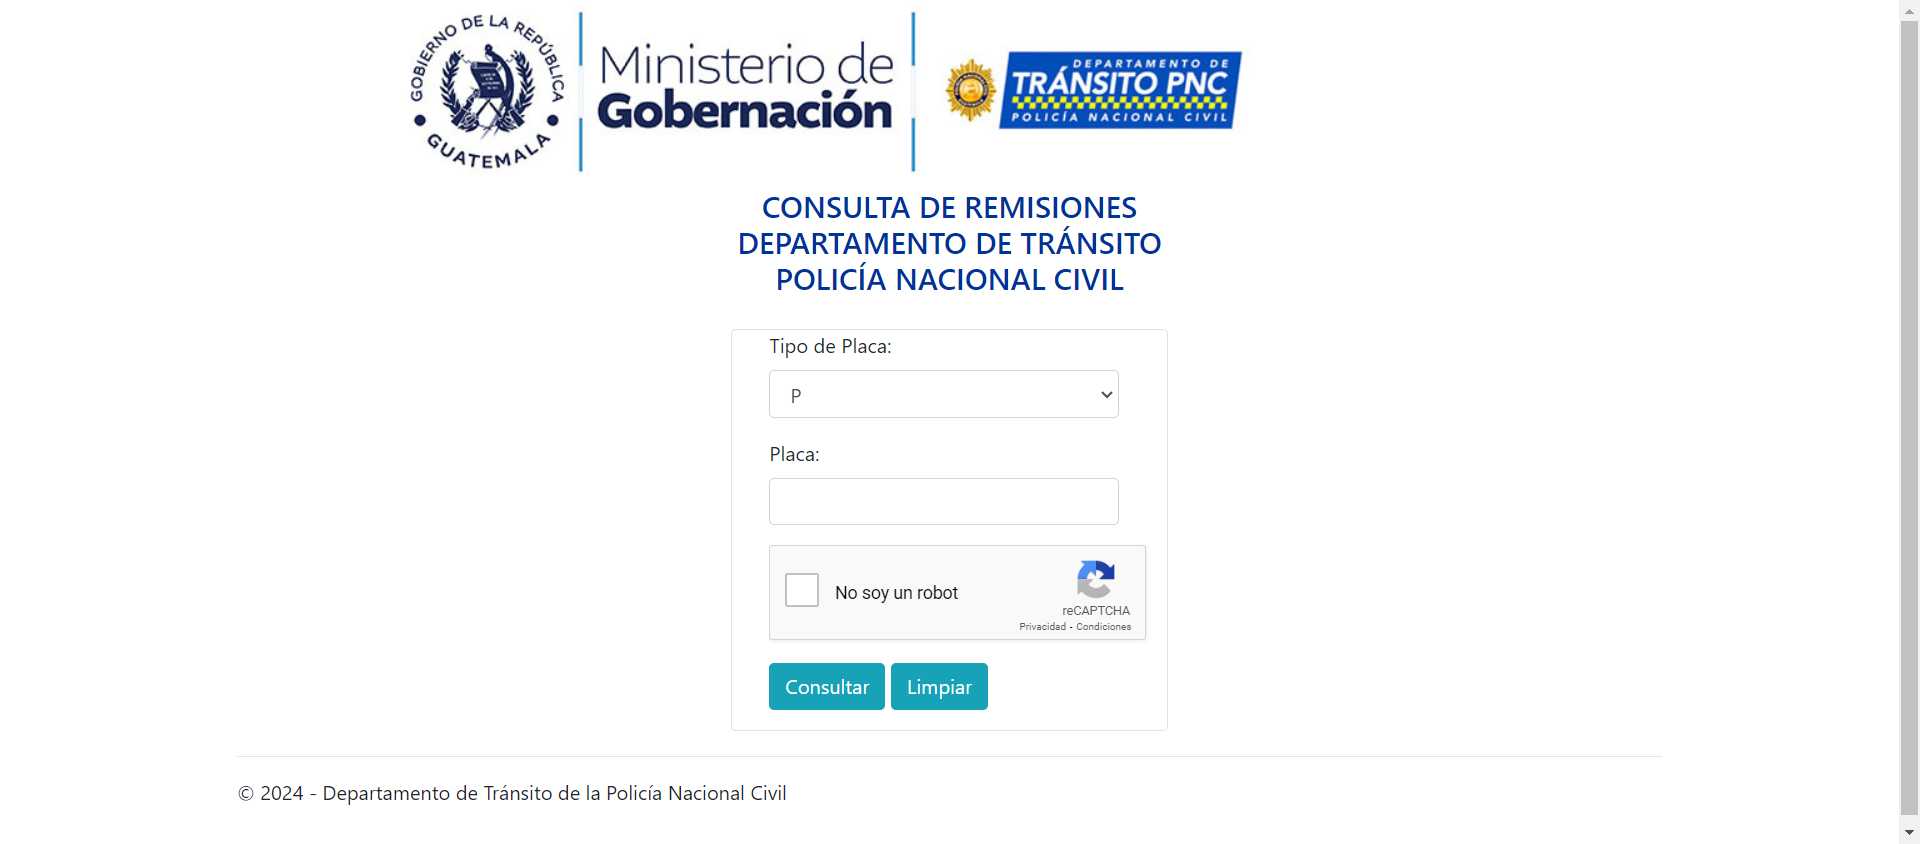 GOBIERNO DE LA REPÚBLICA
GUATEMALA
Ministerio de
Gobernación
DEPARTAMENTO DE
TRÁNSITO PNC
POLICÍA NACIONAL CIVIL
CONSULTA DE REMISIONES
DEPARTAMENTO DE TRÁNSITO
POLICÍA NACIONAL CIVIL
Tipo de Placa:
P
Placa:
No soy un robot
reCAPTCHA
Privacidad - Condiciones
Consultar Limpiar
© 2024 - Departamento de Tránsito de la Policía Nacional Civil